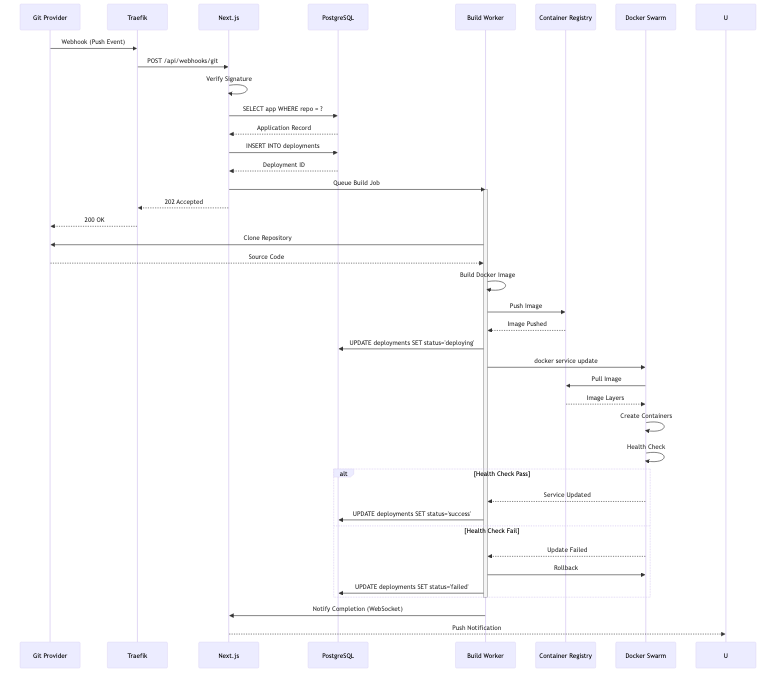 Git Provider
Traefik
Next.js
PostgreSQL
Build Worker
Container Registry
Docker Swarm
U
Webhook (Push Event)
POST /api/webhooks/git
Verify Signature
SELECT app WHERE repo = ?
Application Record
INSERT INTO deployments
Deployment ID
Queue Build Job
202 Accepted
200 OK
Clone Repository
Source Code
Build Docker Image
Push Image
Image Pushed
UPDATE deployments SET status='deploying'
docker service update
Pull Image
Image Layers
Create Containers
Health Check
alt
[Health Check Pass]
Service Updated
UPDATE deployments SET status='success'
[Health Check Fail]
Update Failed
Rollback
UPDATE deployments SET status='failed'
Notify Completion (WebSocket)
Push Notification
Git Provider
Traefik
Next.js
PostgreSQL
Build Worker
Container Registry
Docker Swarm
U